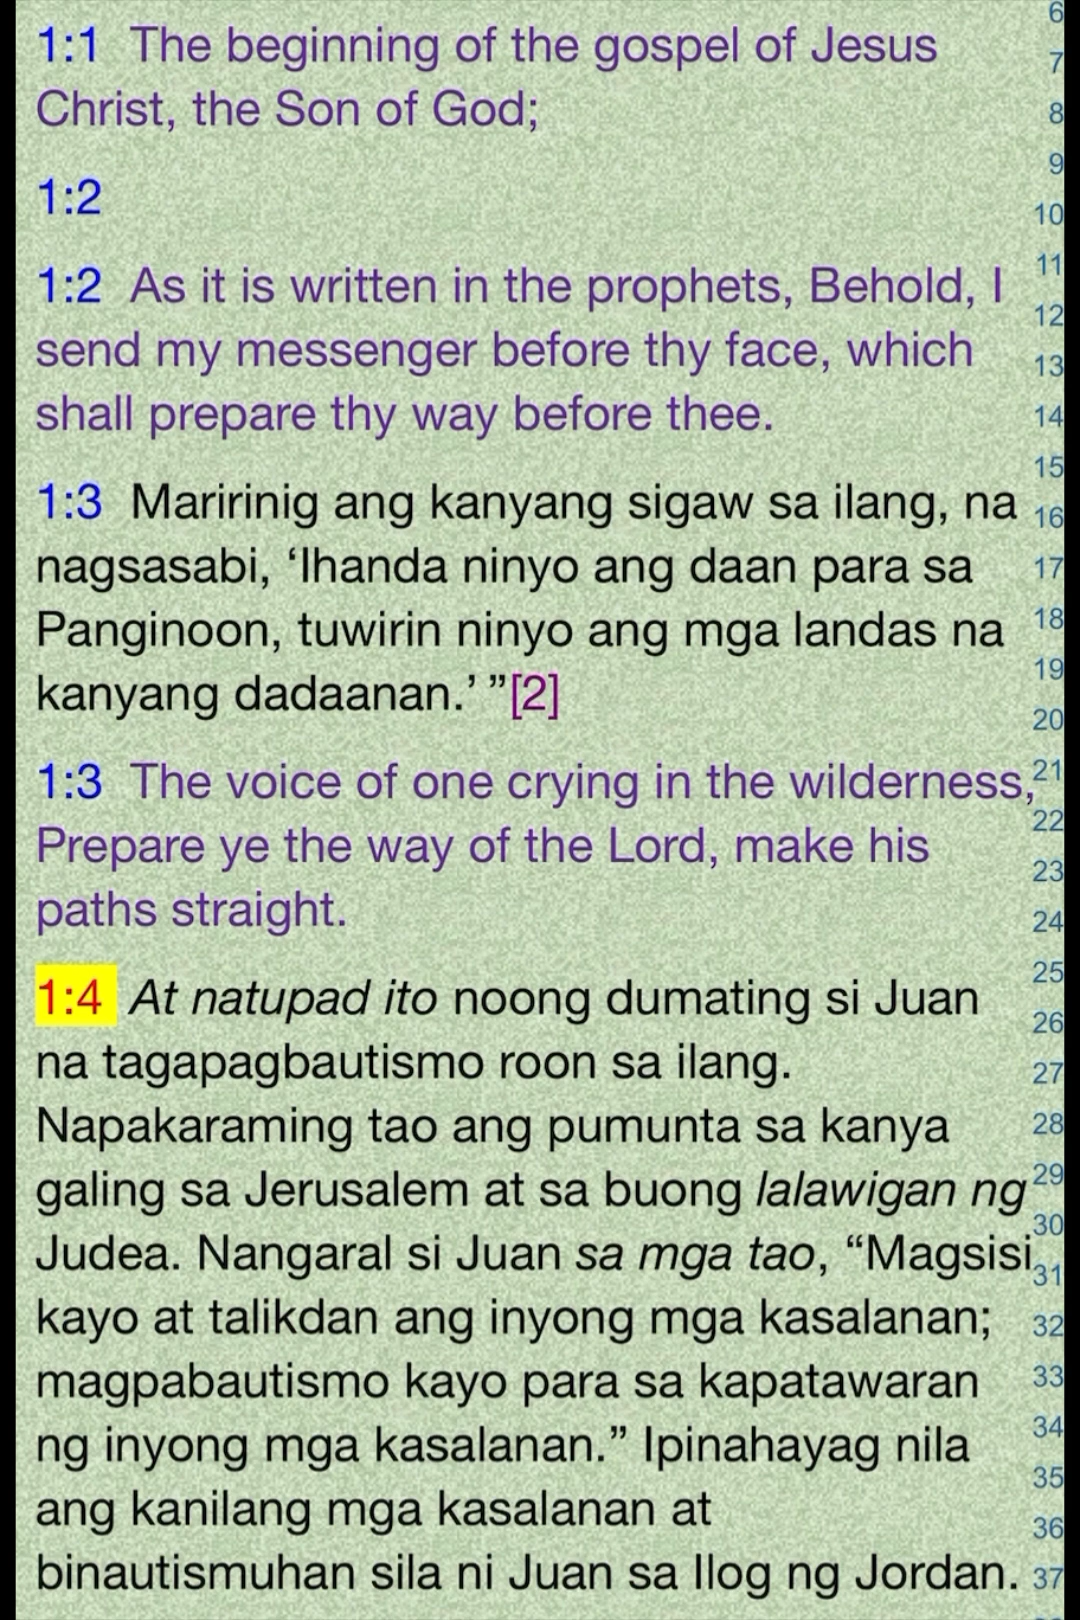 1:1 The beginning of the gospel of Jesus
Christ, the Son of God;
1:2
1:2 As it is written in the prophets, Behold, I
send my messenger before thy face, which
shall prepare thy way before thee.
1:3 Maririnig ang kanyang sigaw sa ilang, na
nagsasabi, ‘Ihanda ninyo ang daan para sa
Panginoon, tuwirin ninyo ang mga landas na
kanyang dadaanan.’ ”[2]
1:3 The voice of one crying in the wilderness,
Prepare ye the way of the Lord, make his
paths straight.
1:4 At natupad ito noong dumating si Juan
na tagapagbautismo roon sa ilang.
Napakaraming tao ang pumunta sa kanya
galing sa Jerusalem at sa buong lalawigan ng
Judea. Nangaral si Juan sa mga tao, “Magsisi
kayo at talikdan ang inyong mga kasalanan;
magpabautismo kayo para sa kapatawaran
ng inyong mga kasalanan.” Ipinahayag nila
ang kanilang mga kasalanan at
binautismuhan sila ni Juan sa Ilog ng Jordan.
6
7
8
9
10
11
12
13
14
15
16
17
18
19
20
21
22
23
24
25
26
27
28
29
30
31
32
33
34
35
36
37